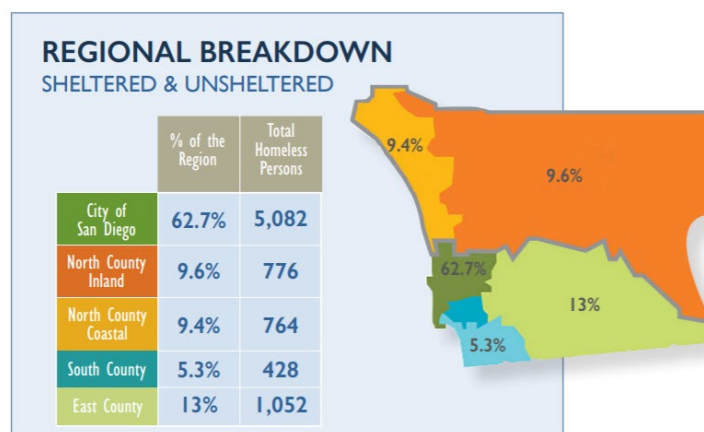 REGIONAL BREAKDOWN
SHELTERED & UNSHELTERED
% of the
Region
Total
Homeless
Persons
City of
San Diego
62.7%
5,082
North County
Inland
9.6%
776
North County
Coastal
9.4%
764
South County
5.3%
428
East County
13%
1,052
9.4%
9.6%
62.7%
13%
5.3%